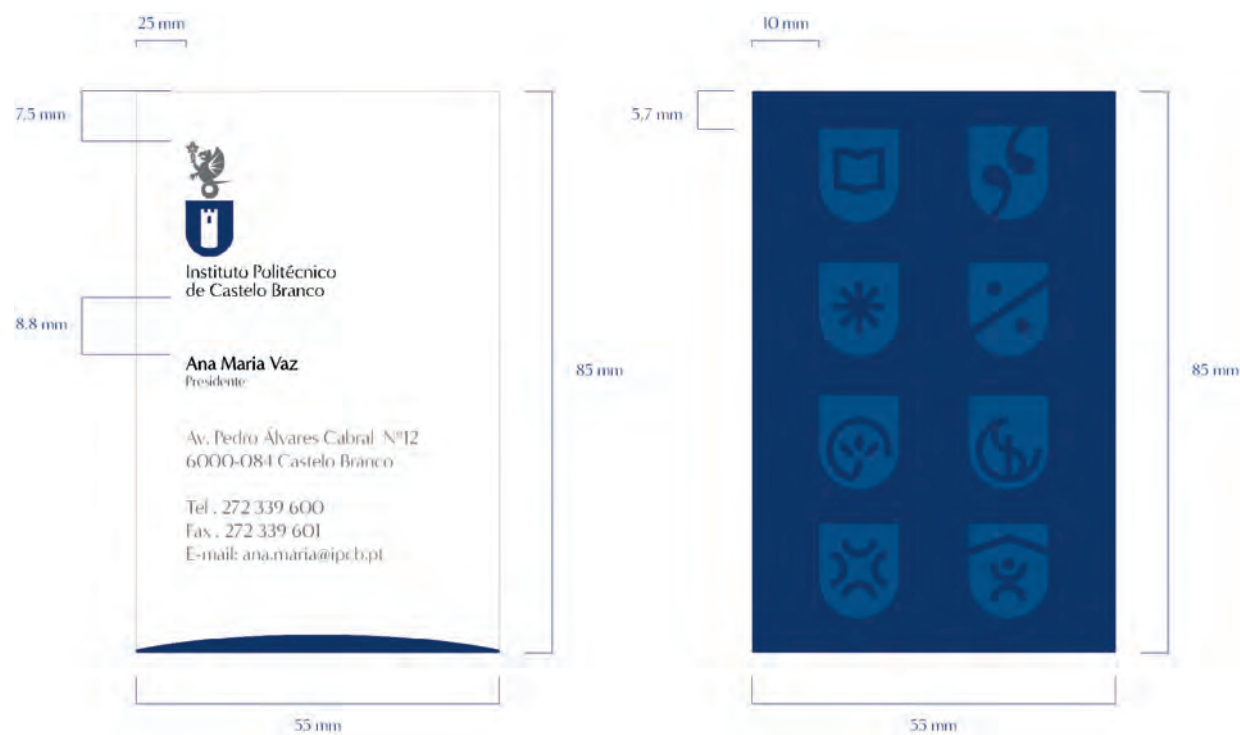 25 mm
10 mm
7.5 mm
5,7 mm
Instituto Politécnico
de Castelo Branco
8.8 mm
Ana Maria Vaz
Presidente
85 mm
85 mm
Av. Pedro Álvares Cabral Nº12
6000-084 Castelo Branco
Tel . 272 339 600
Fax . 272 339 601
E-mail: ana.maria@ipcb.pt
55 mm
55 mm